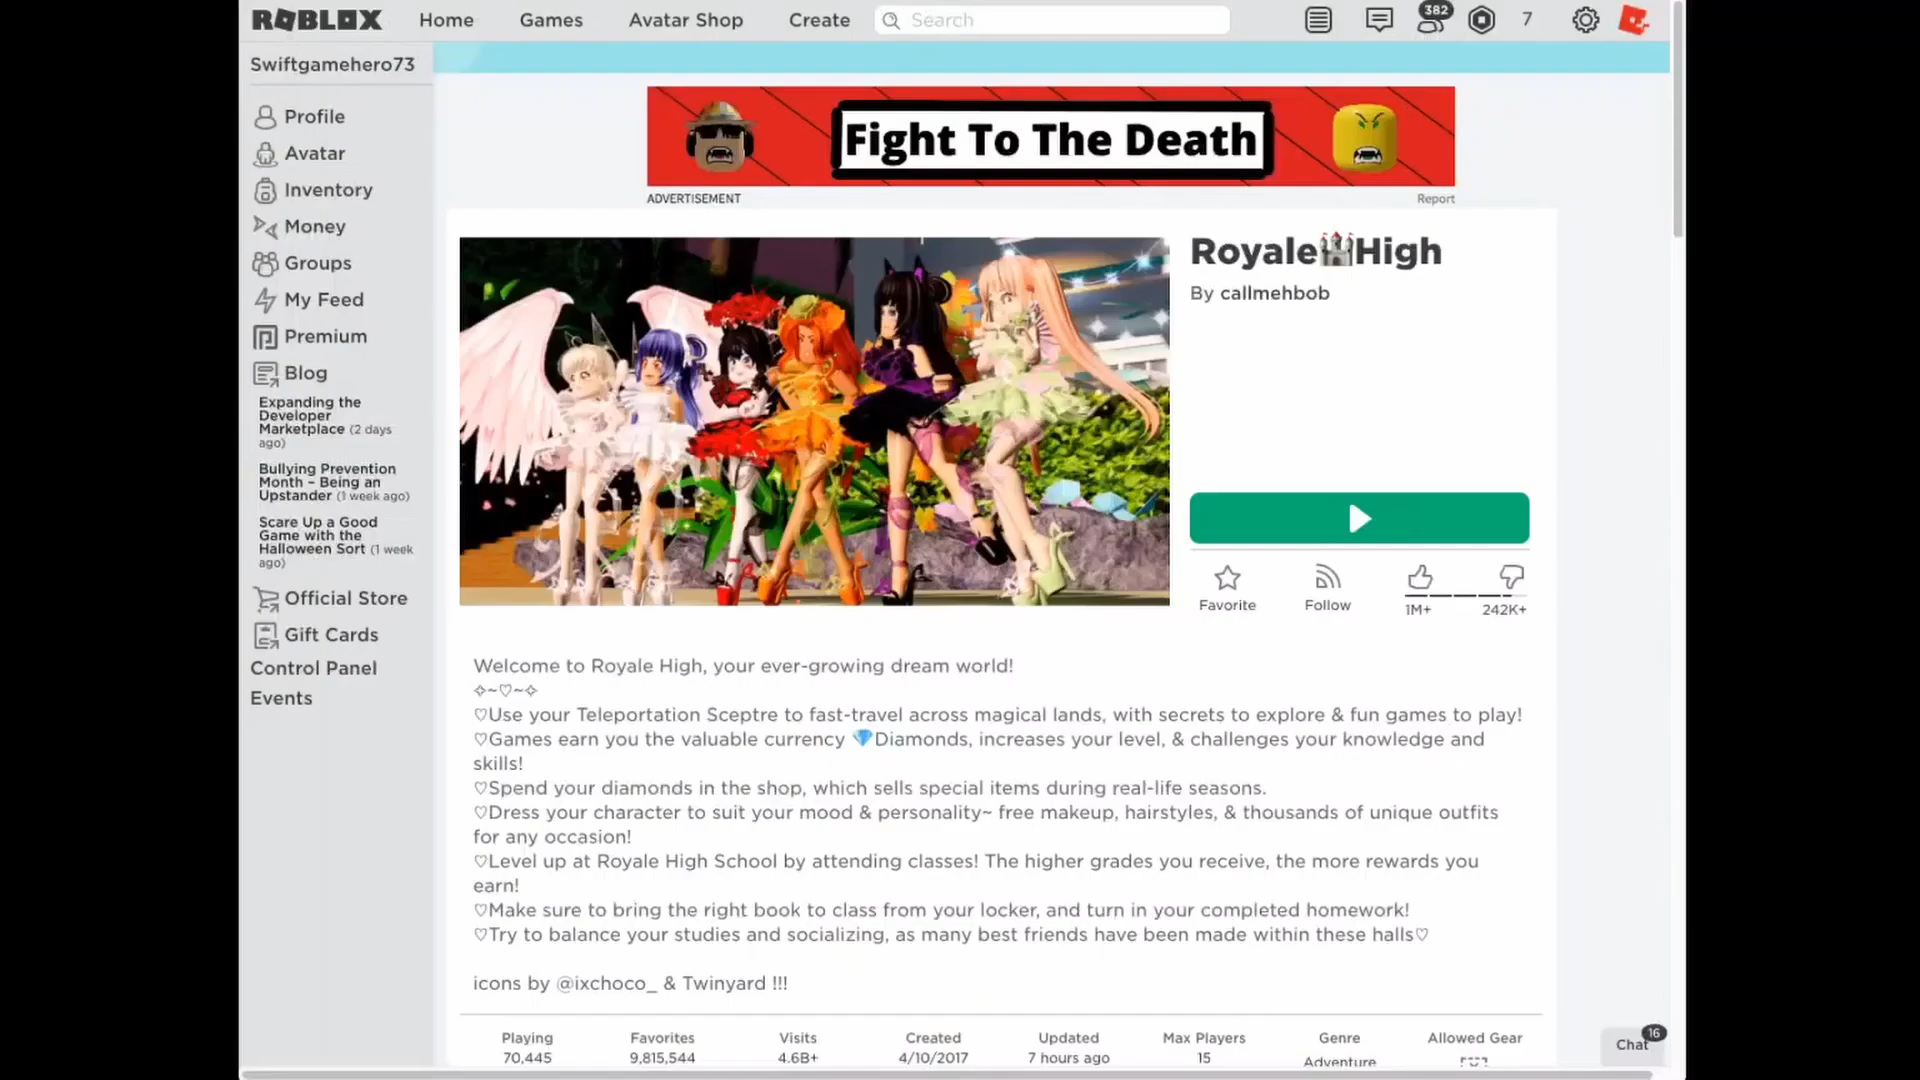 ROBLOX Home Games Avatar Shop Create Search 382 7
Swiftgamehero73
Profile
Avatar
Inventory
Money
Groups
My Feed
Premium
Blog
Expanding the
Developer
Marketplace (2 days
ago)
Bullying Prevention
Month – Being an
Upstander (1 week ago)
Scare Up a Good
Game with the
Halloween Sort (1 week
ago)
Official Store
Gift Cards
Control Panel
Events
Fight To The Death
ADVERTISEMENT Report
Royale🏰High
By callmehbob
Favorite Follow 1M+ 242K+
Welcome to Royale High, your ever-growing dream world!
✧~♡~✧
♡Use your Teleportation Sceptre to fast-travel across magical lands, with secrets to explore & fun games to play!
♡Games earn you the valuable currency 💎Diamonds, increases your level, & challenges your knowledge and
skills!
♡Spend your diamonds in the shop, which sells special items during real-life seasons.
♡Dress your character to suit your mood & personality~ free makeup, hairstyles, & thousands of unique outfits
for any occasion!
♡Level up at Royale High School by attending classes! The higher grades you receive, the more rewards you
earn!
♡Make sure to bring the right book to class from your locker, and turn in your completed homework!
♡Try to balance your studies and socializing, as many best friends have been made within these halls♡
icons by @ixchoco_ & Twinyard !!!
Playing Favorites Visits Created Updated Max Players Genre Allowed Gear
70,445 9,815,544 4.6B+ 4/10/2017 7 hours ago 15 Adventure
Chat 16